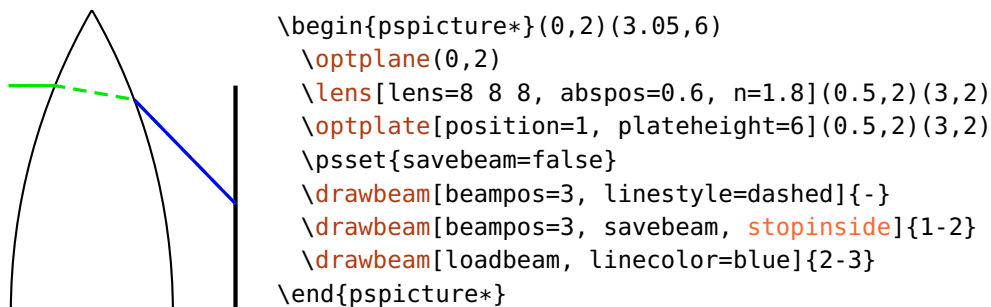 \begin{pspicture*}(0,2)(3.05,6)
\optplane(0,2)
\lens[lens=8 8 8, abspos=0.6, n=1.8](0.5,2)(3,2)
\optplate[position=1, plateheight=6](0.5,2)(3,2)
\psset{savebeam=false}
\drawbeam[beampos=3, linestyle=dashed]{-}
\drawbeam[beampos=3, savebeam, stopinside]{1-2}
\drawbeam[loadbeam, linecolor=blue]{2-3}
\end{pspicture*}